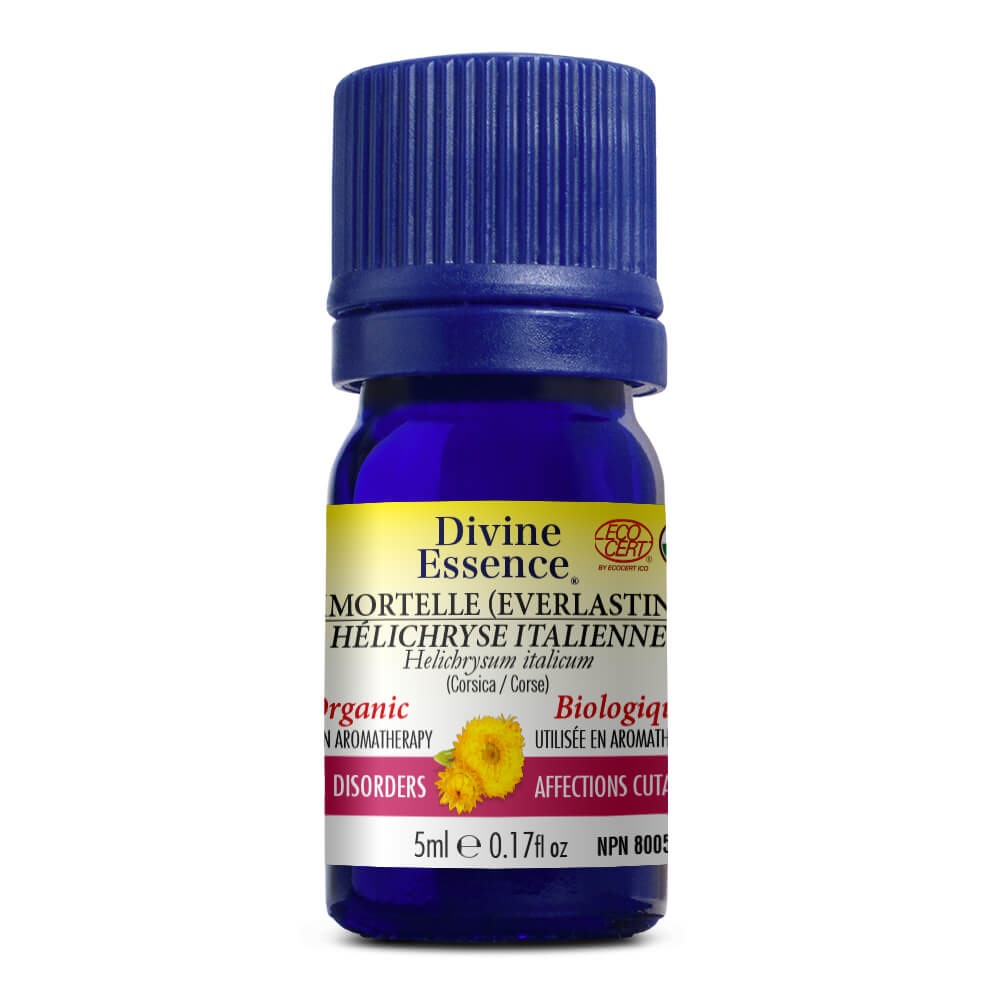 Divine
Essence®
ECO
CERT®
BY ECOCERT ICO
MORTELLE (EVERLASTIN
HÉLICHRYSE ITALIENNE
Helichrysum italicum
(Corsica / Corse)
Organic Biologiqu
N AROMATHERAPY UTILISÉE EN AROMATH
DISORDERS AFFECTIONS CUTA
5ml ℮ 0.17fl oz NPN 8005